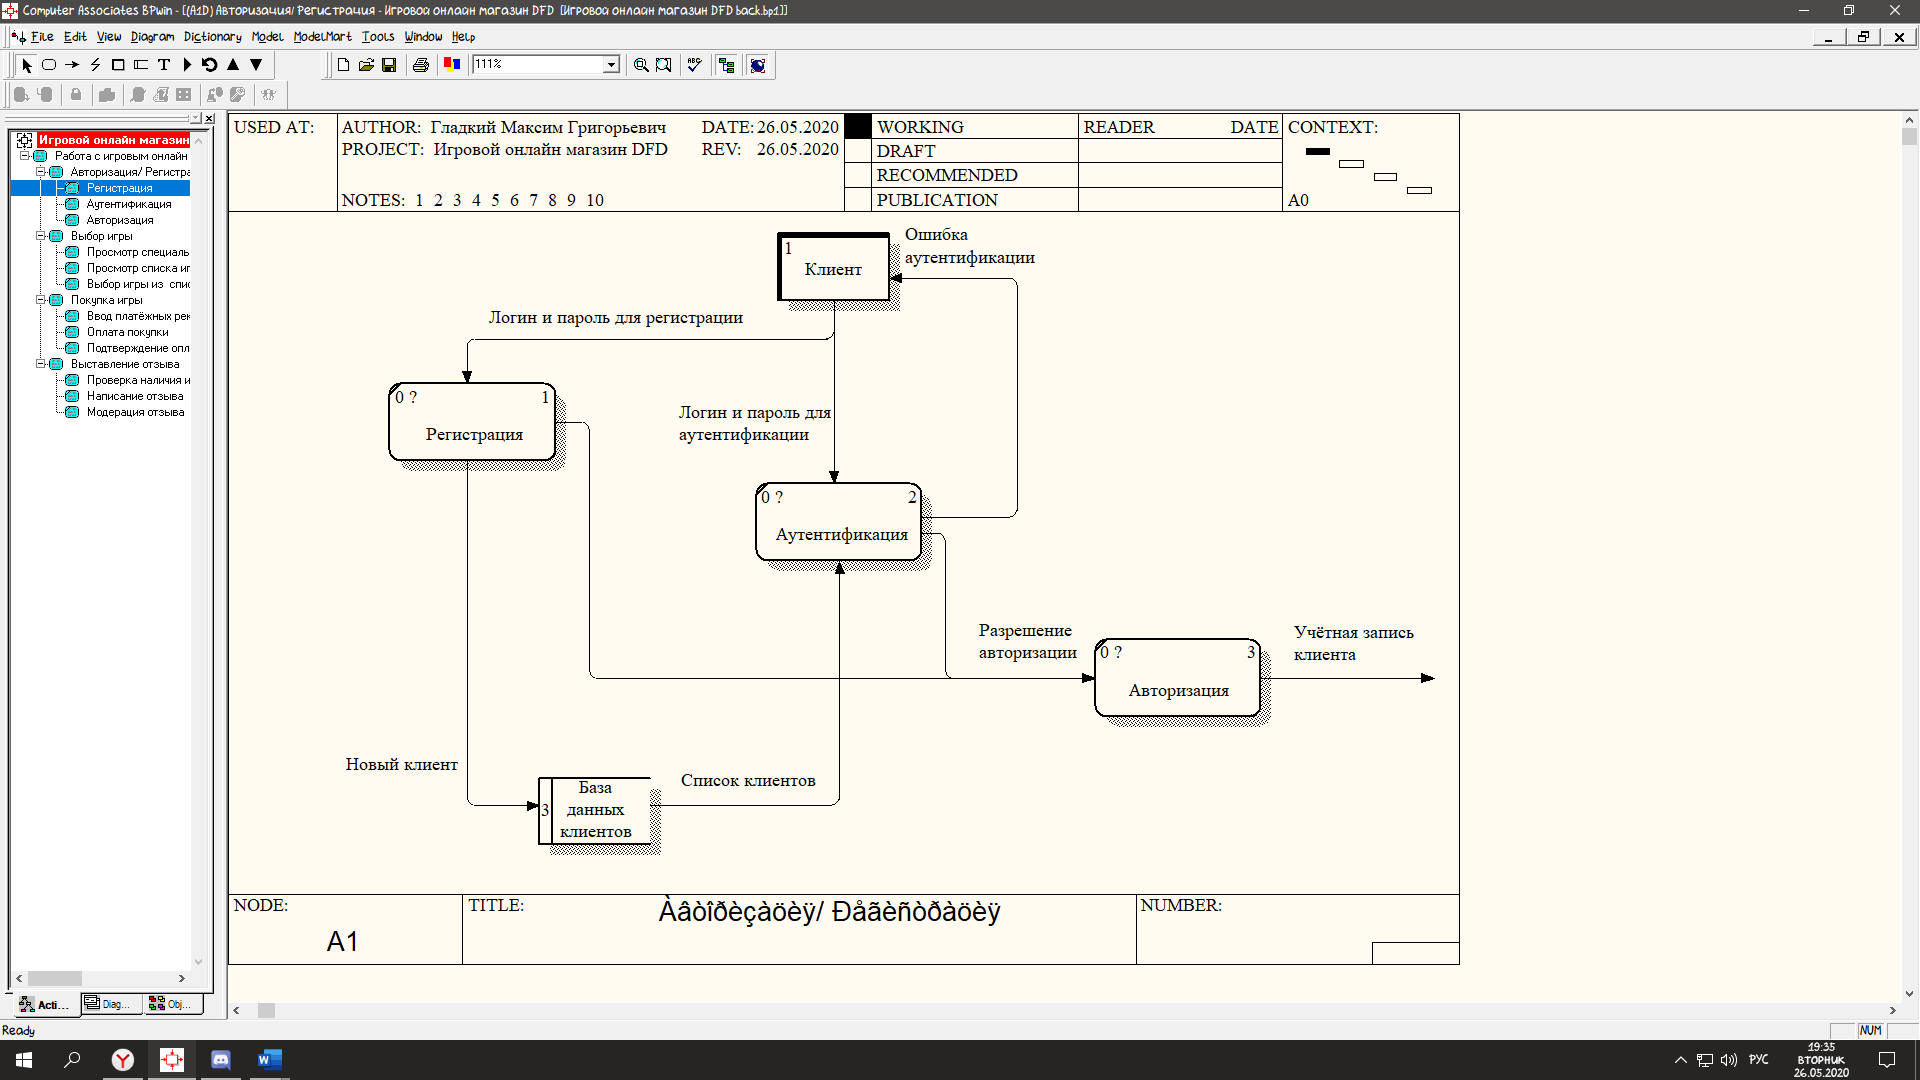 Computer Associates BPwin - [(A1D) Авторизация/ Регистрация - Игровой онлайн магазин DFD  [Игровой онлайн магазин DFD back.bp1]]
File Edit View Diagram Dictionary Model ModelMart Tools Window Help
111%
Игровой онлайн магазин
Работа с игровым онлайн
Авторизация/ Регистра
Регистрация
Аутентификация
Авторизация
Выбор игры
Просмотр специаль
Просмотр списка иг
Выбор игры из спис
Покупка игры
Ввод платёжных рек
Оплата покупки
Подтверждение опл
Выставление отзыва
Проверка наличия и
Написание отзыва
Модерация отзыва
Acti... Diag... Obj...
USED AT:
AUTHOR: Гладкий Максим Григорьевич
DATE: 26.05.2020
PROJECT: Игровой онлайн магазин DFD
REV: 26.05.2020
NOTES: 1 2 3 4 5 6 7 8 9 10
WORKING
DRAFT
RECOMMENDED
PUBLICATION
READER DATE
CONTEXT:
A0
1
Клиент
Ошибка
аутентификации
Логин и пароль для регистрации
0 ? 1
Регистрация
Логин и пароль для
аутентификации
0 ? 2
Аутентификация
Разрешение
авторизации
0 ? 3
Авторизация
Учётная запись
клиента
Новый клиент
3
База
данных
клиентов
Список клиентов
NODE:
A1
TITLE:
Àâòîðèçàöèÿ/ Ðåãèñòðàöèÿ
NUMBER:
Ready
NUM
РУС
19:35
ВТОРНИК
26.05.2020